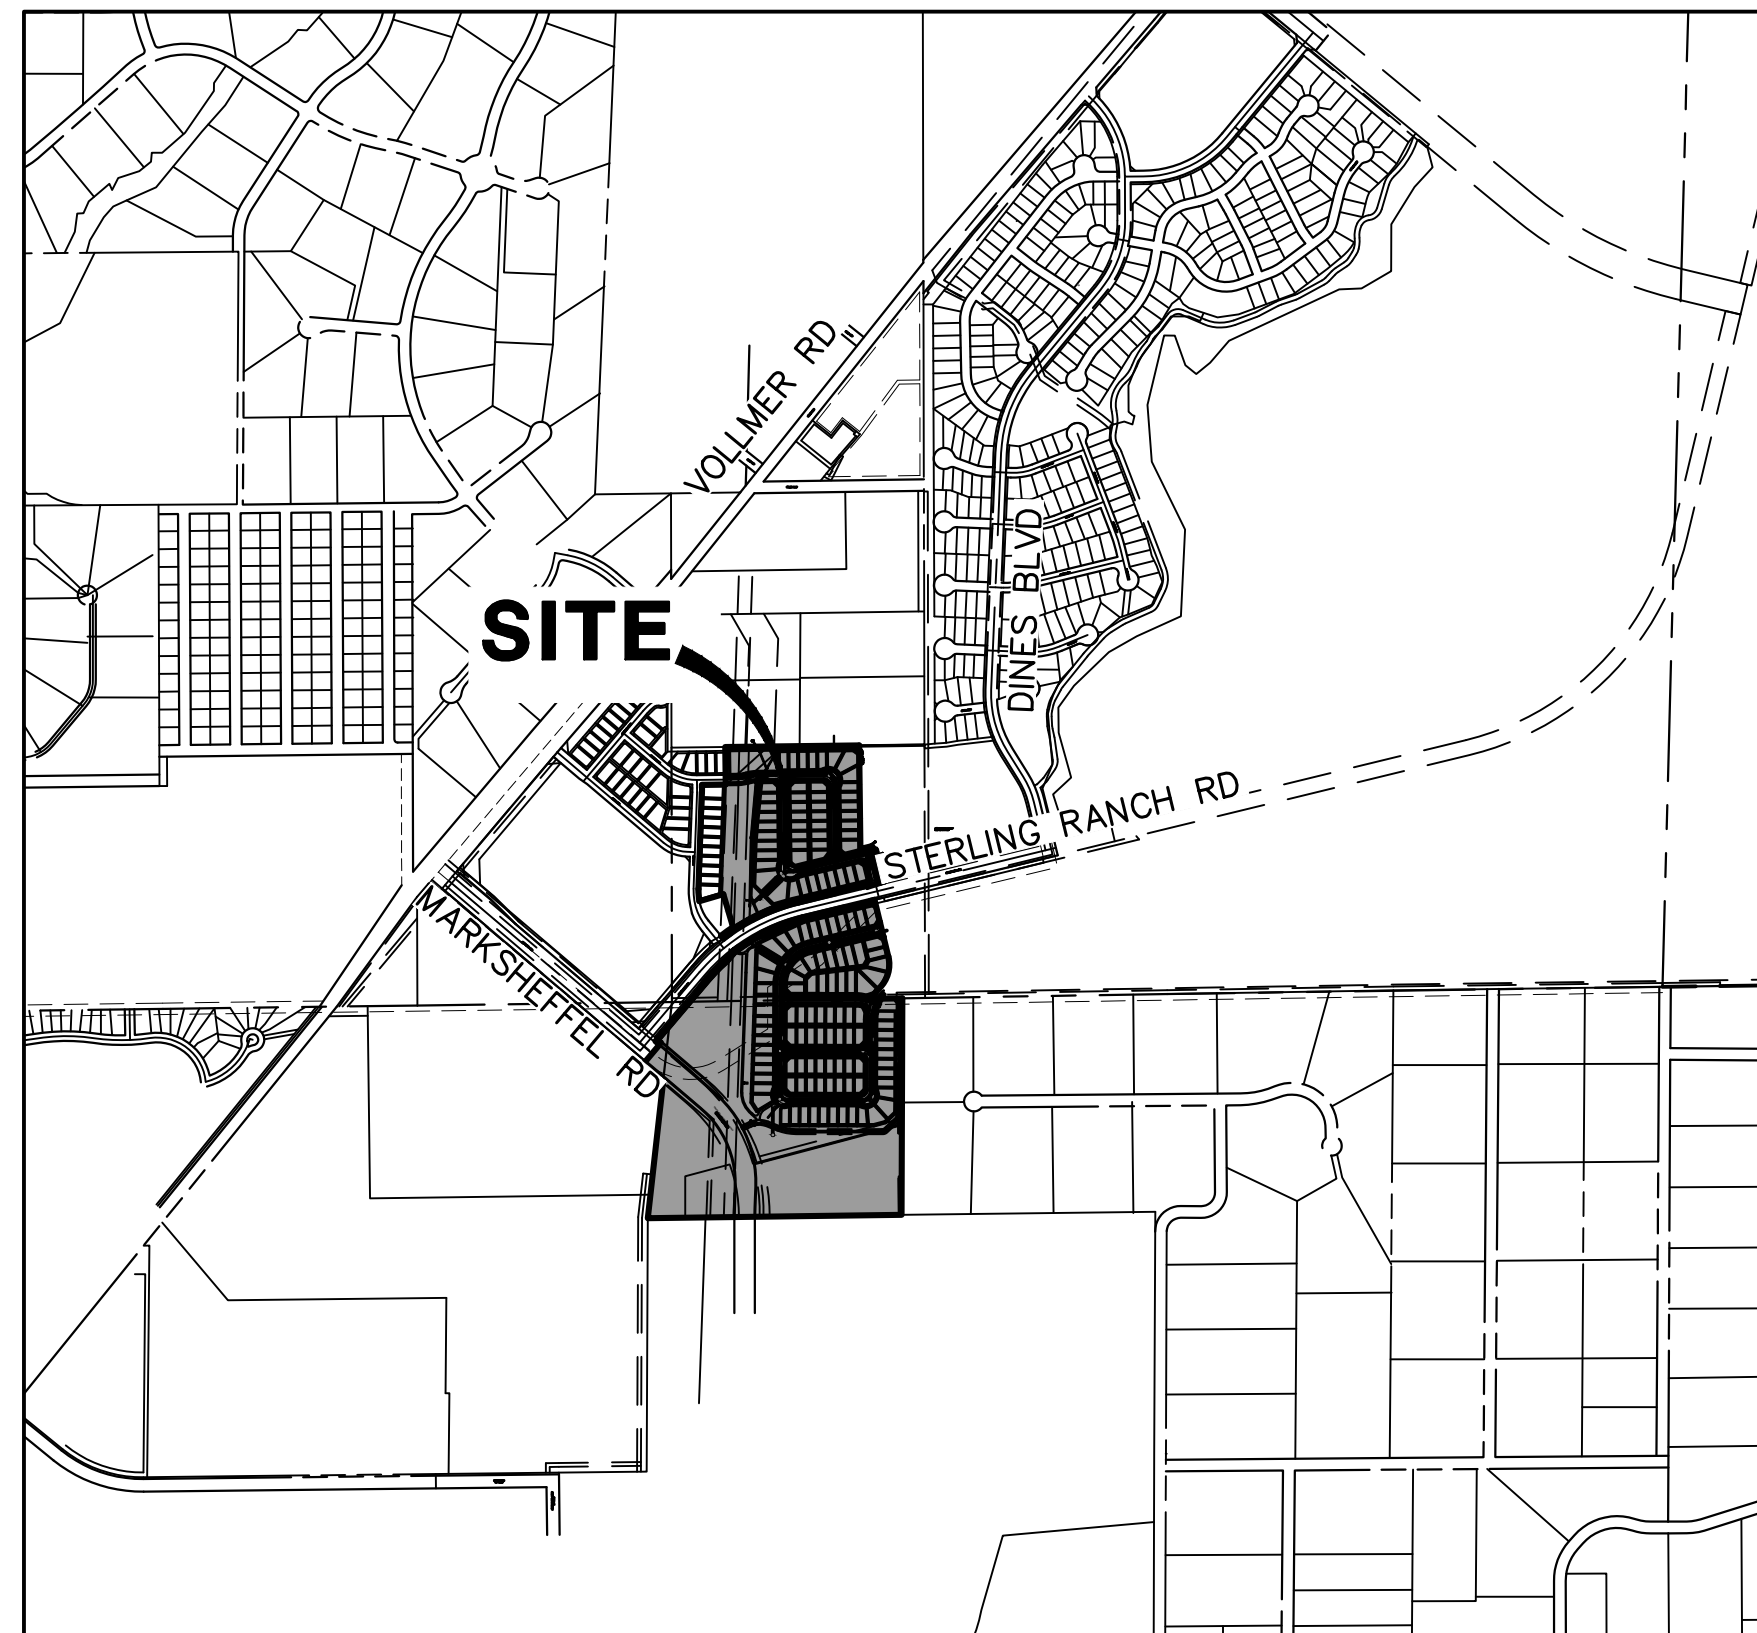 VOLLMER RD
SITE
DINES BLVD
STERLING RANCH RD
MARKSHEFFEL RD